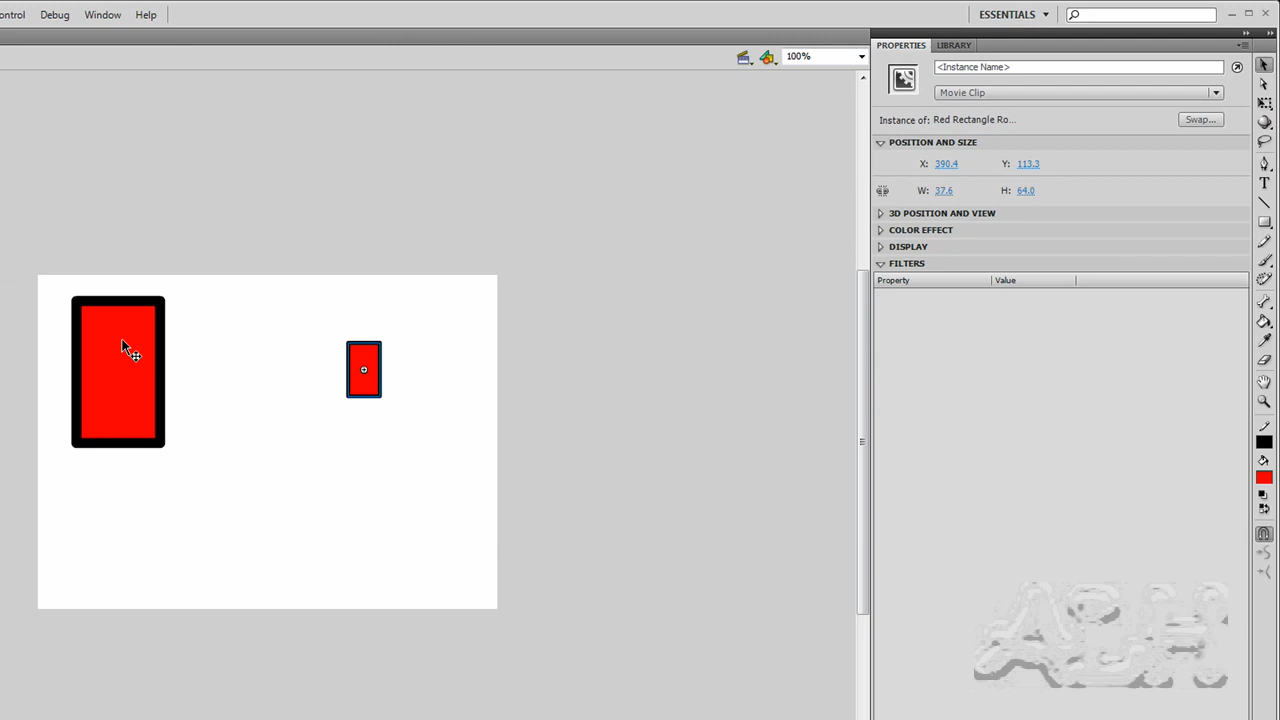 ontrol Debug Window Help
ESSENTIALS
100%
PROPERTIES LIBRARY
<Instance Name>
Movie Clip
Instance of: Red Rectangle Ro...
Swap...
POSITION AND SIZE
X: 390.4 Y: 113.3
W: 37.6 H: 64.0
3D POSITION AND VIEW
COLOR EFFECT
DISPLAY
FILTERS
Property Value